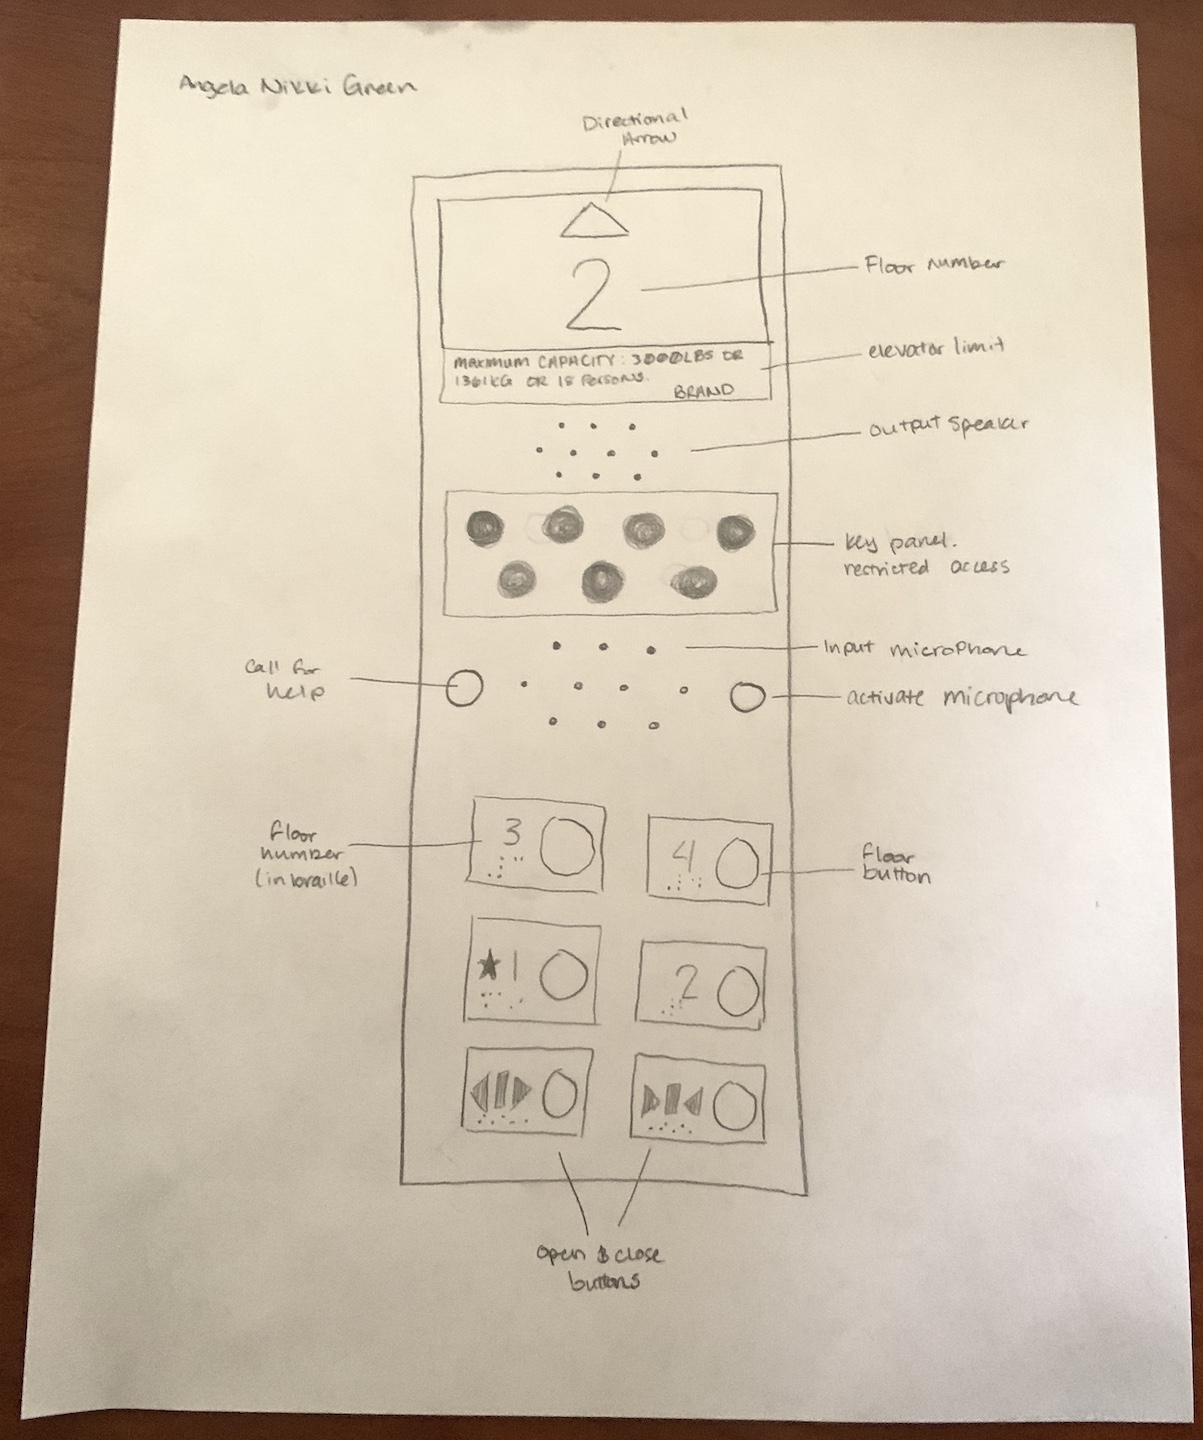 Angela Nikki Green
Directional
Arrow
2
Floor number
MAXIMUM CAPACITY: 3000LBS OR
1361KG OR 18 PERSONS.
BRAND
elevator limit
output speaker
key panel.
restricted access
Input microphone
call for
help
activate microphone
3
4
floor
number
(in braille)
floor
button
★1
2
open & close
buttons